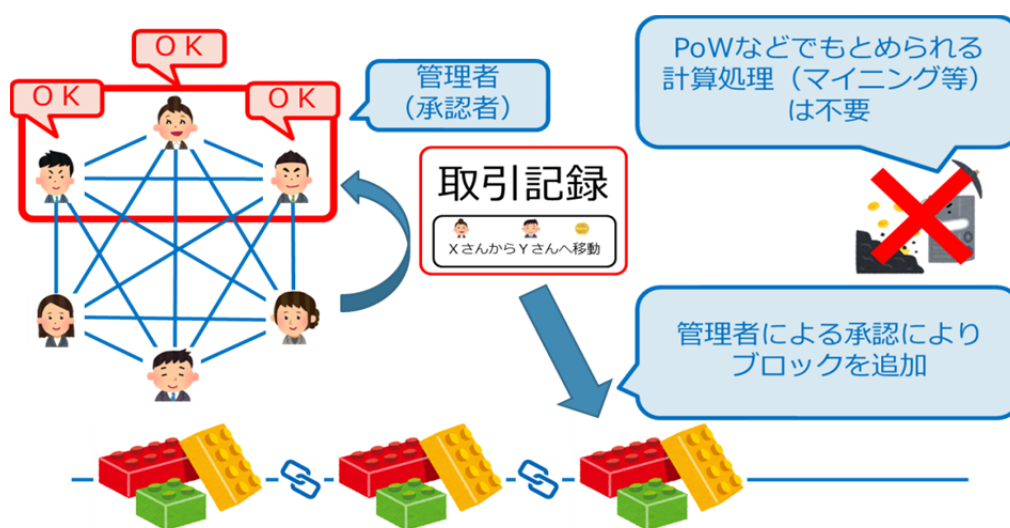 ＯＫ
ＯＫ
ＯＫ
管理者
（承認者）
PoWなどでもとめられる
計算処理（マイニング等）
は不要
取引記録
ＸさんからＹさんへ移動
管理者による承認により
ブロックを追加